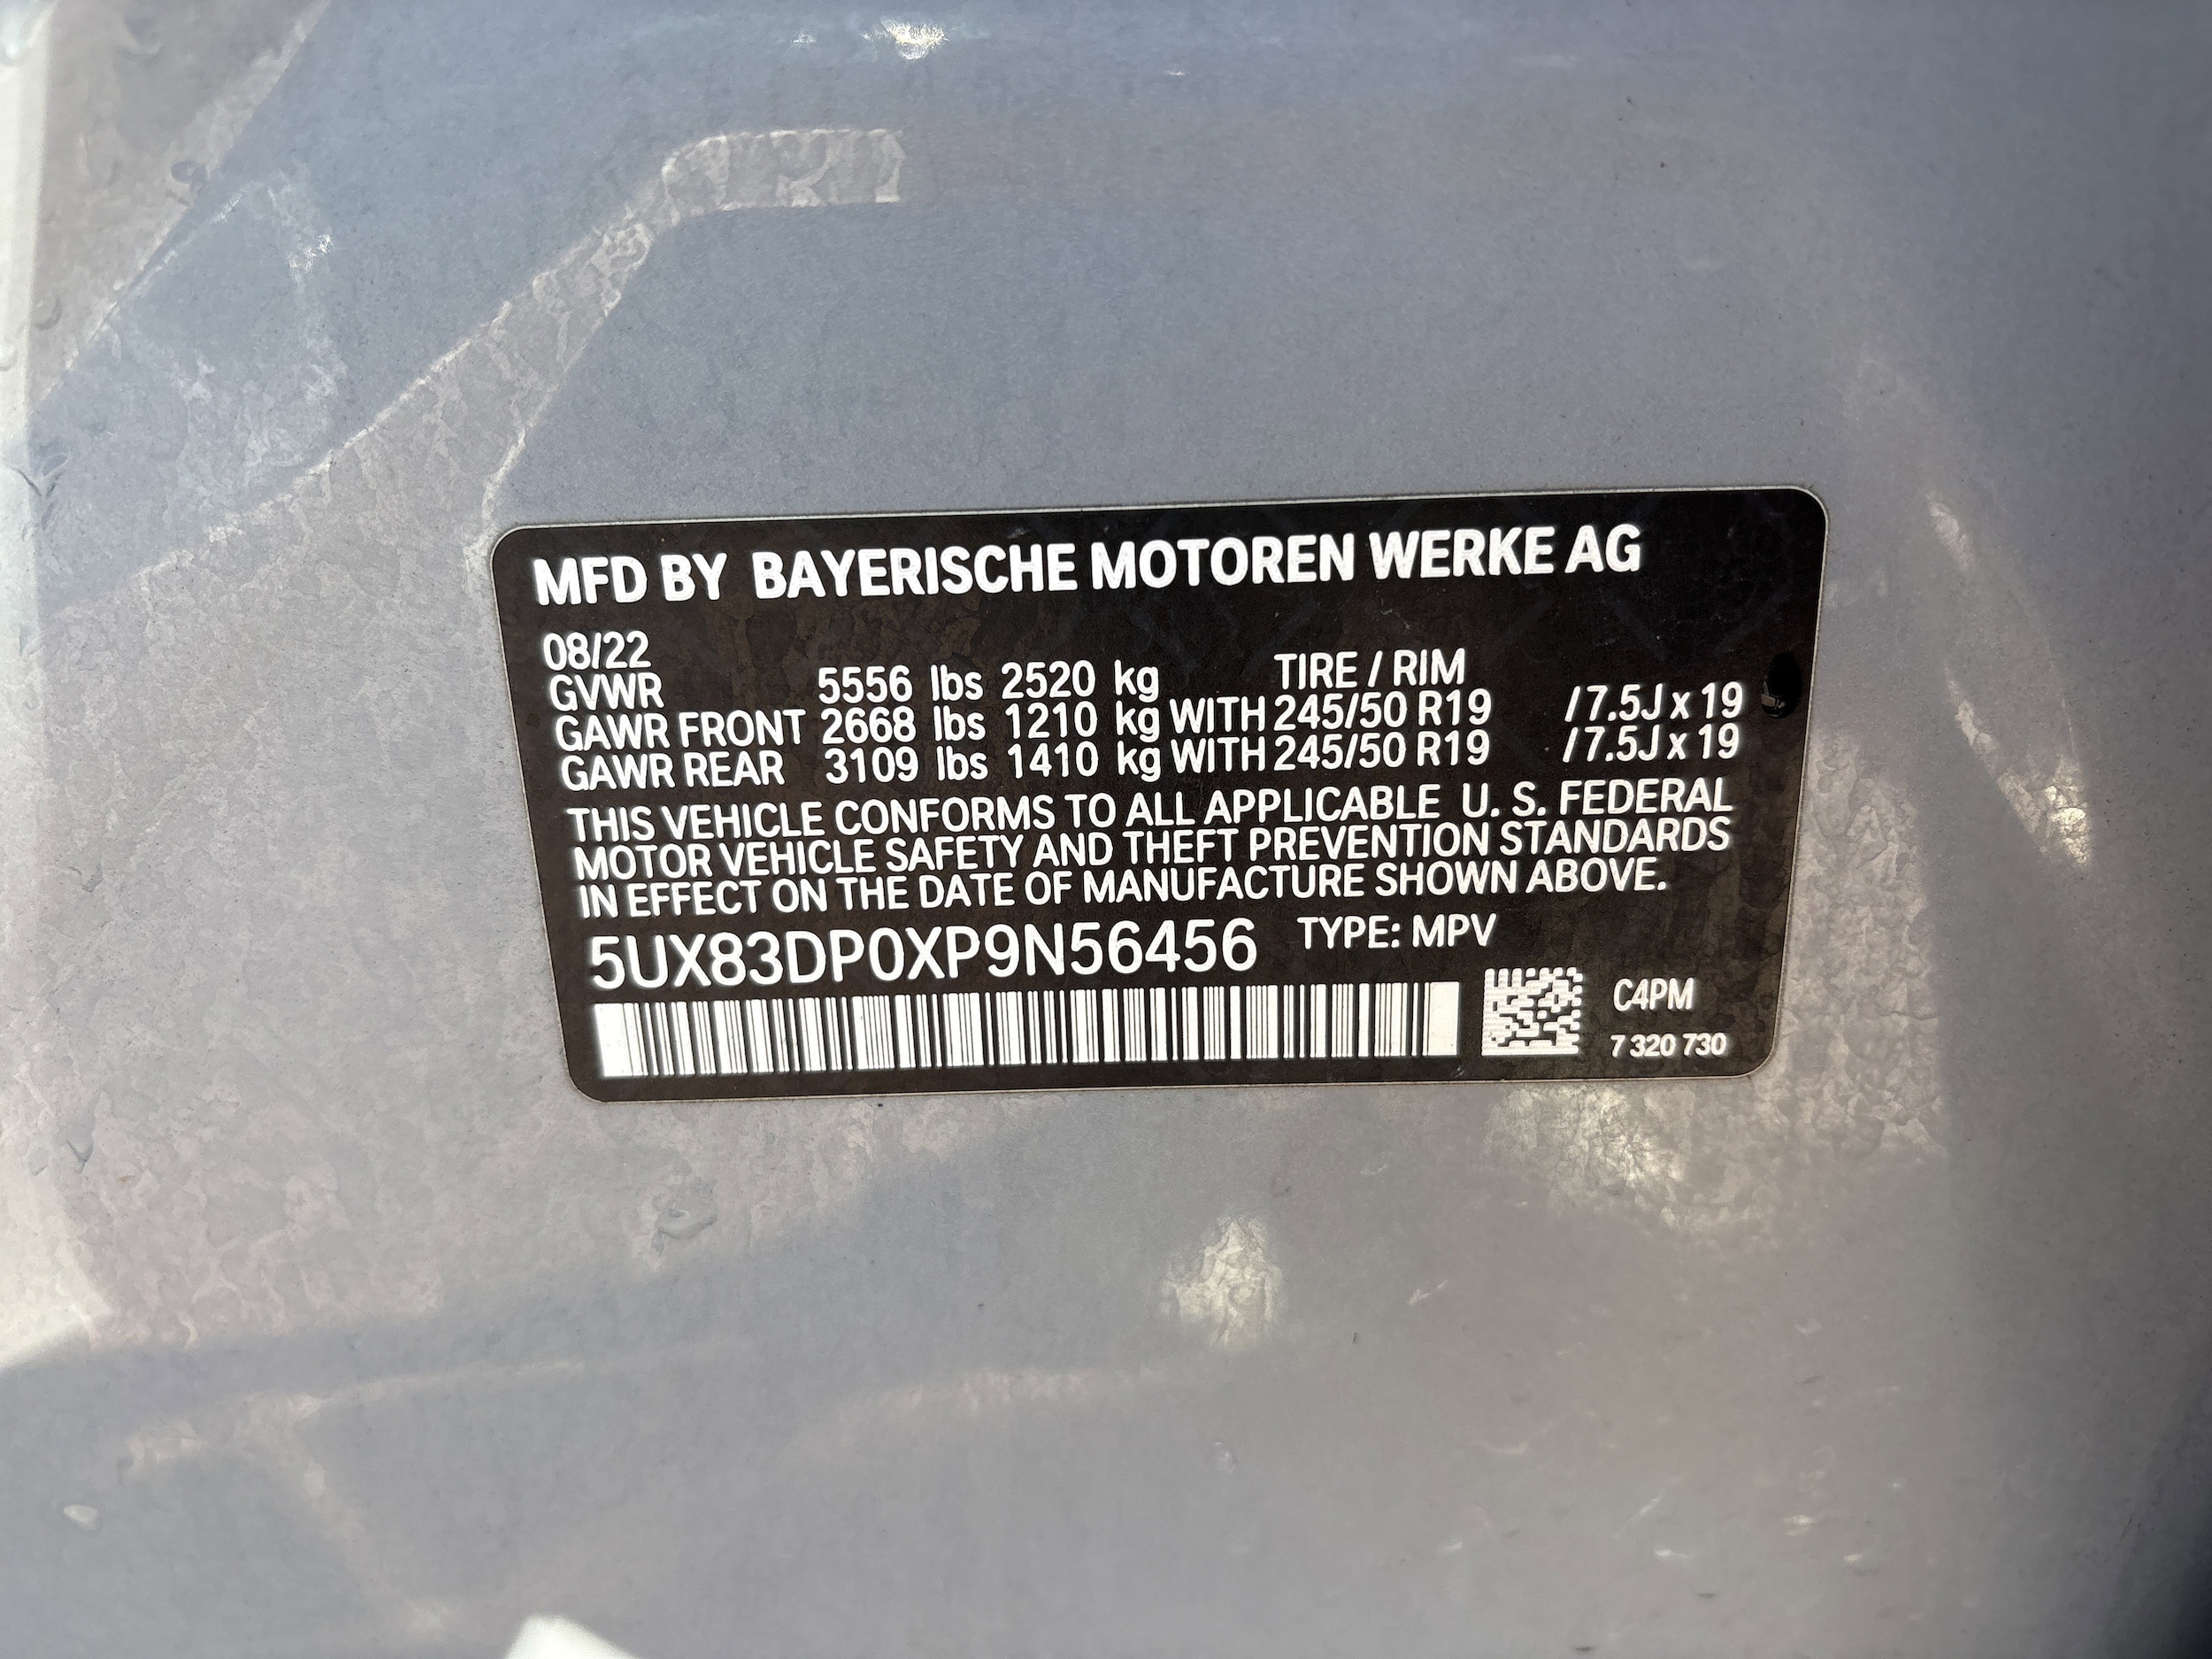 MFD BY BAYERISCHE MOTOREN WERKE AG
08/22
GVWR 5556 lbs 2520 kg TIRE / RIM
GAWR FRONT 2668 lbs 1210 kg WITH 245/50 R19 / 7.5J x 19
GAWR REAR 3109 lbs 1410 kg WITH 245/50 R19 / 7.5J x 19
THIS VEHICLE CONFORMS TO ALL APPLICABLE U. S. FEDERAL
MOTOR VEHICLE SAFETY AND THEFT PREVENTION STANDARDS
IN EFFECT ON THE DATE OF MANUFACTURE SHOWN ABOVE.
5UX83DP0XP9N56456 TYPE: MPV
C4PM
7 320 730